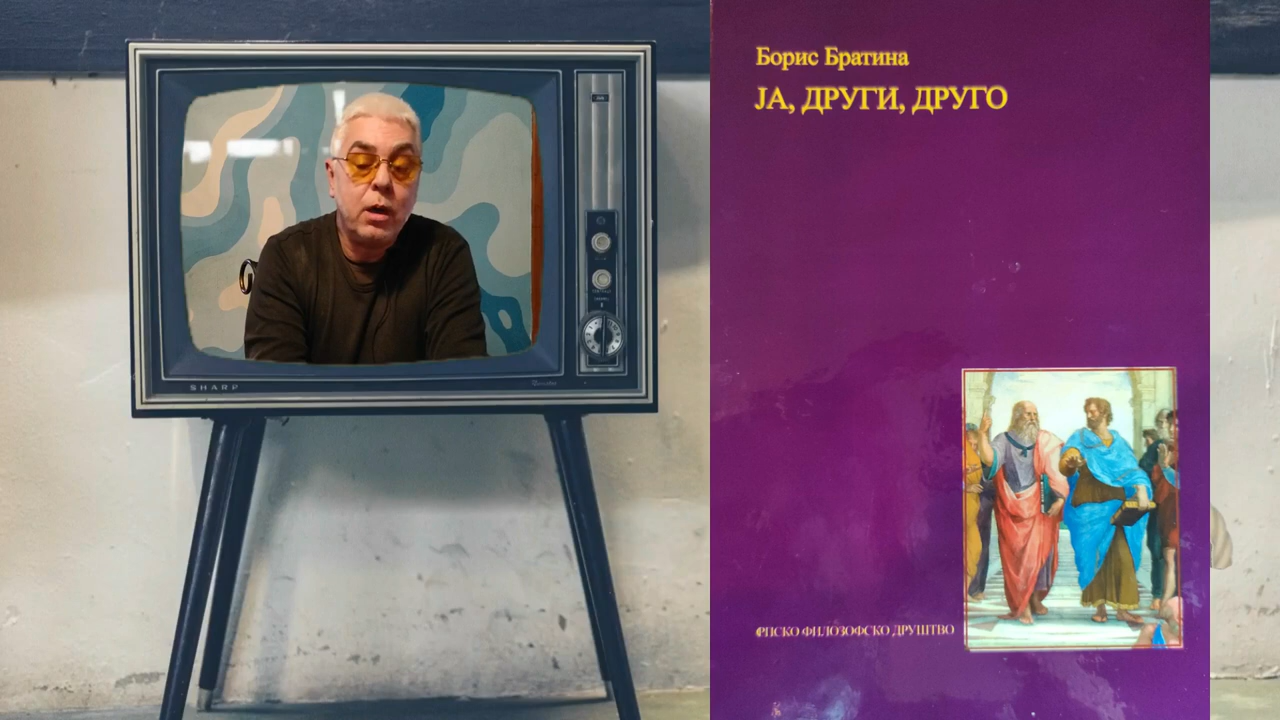 SHARP
Борис Братина
ЈА, ДРУГИ, ДРУГО
СРПСКО ФИЛОЗОФСКО ДРУШТВО